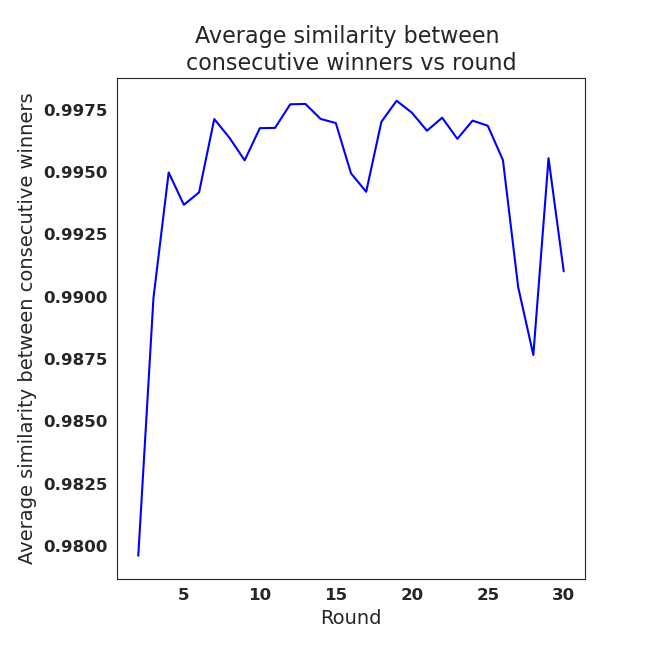 Average similarity between
consecutive winners vs round
Average similarity between consecutive winners
0.9975
0.9950
0.9925
0.9900
0.9875
0.9850
0.9825
0.9800
5 10 15 20 25 30
Round